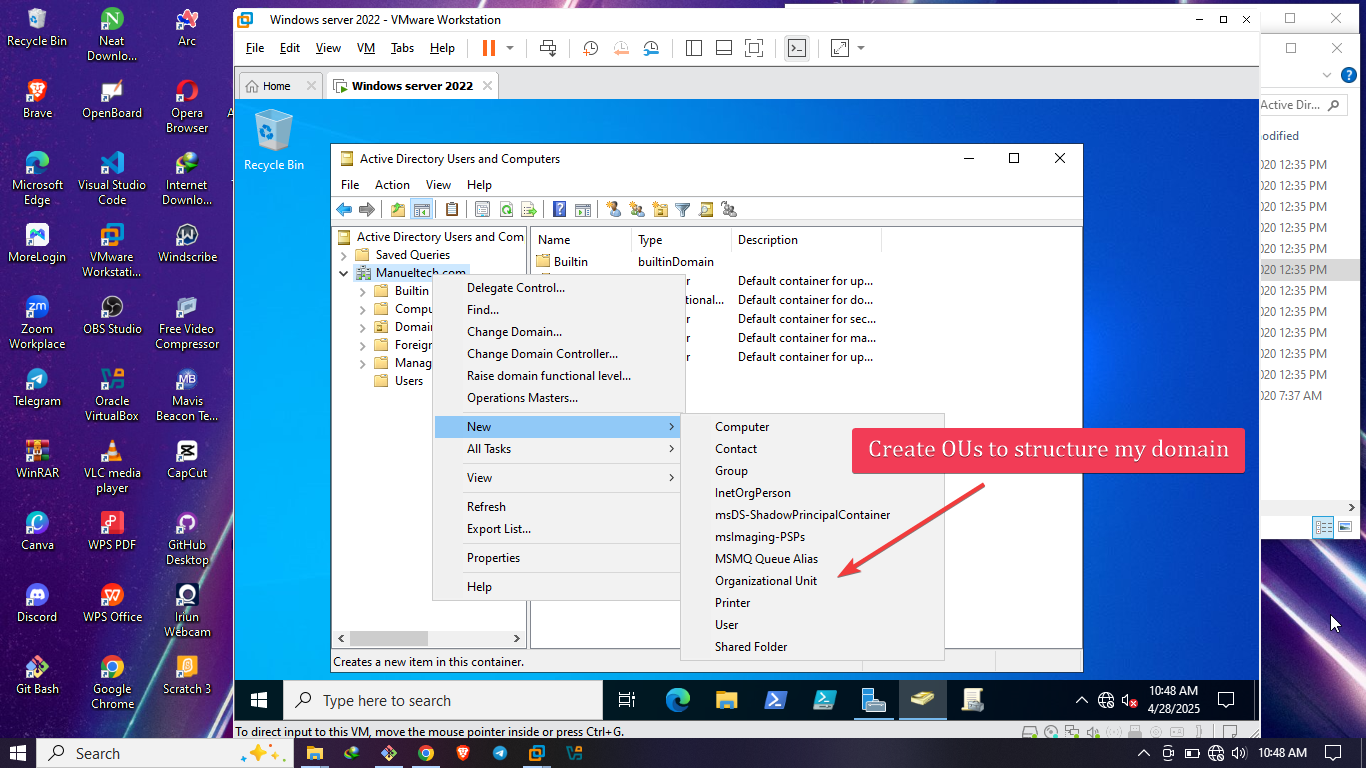 Windows server 2022 - VMware Workstation
File Edit View VM Tabs Help
Home
Windows server 2022
Recycle Bin
Neat Downlo...
Arc
Brave
OpenBoard
Opera Browser
Microsoft Edge
Visual Studio Code
Internet Downlo...
MoreLogin
VMware Workstati...
Windscribe
Zoom Workplace
OBS Studio
Free Video Compressor
Telegram
Oracle VirtualBox
Mavis Beacon Te...
WinRAR
VLC media player
CapCut
Canva
WPS PDF
GitHub Desktop
Discord
WPS Office
Iriun Webcam
Git Bash
Google Chrome
Scratch 3
Recycle Bin
Active Directory Users and Computers
File Action View Help
Active Directory Users and Com
Saved Queries
Manueltech.com
Builtin
Compu
Domai
Foreign
Manag
Users
Name Type Description
Builtin builtinDomain
r Default container for up...
tional... Default container for do...
r Default container for sec...
r Default container for ma...
r Default container for up...
Delegate Control...
Find...
Change Domain...
Change Domain Controller...
Raise domain functional level...
Operations Masters...
New
All Tasks
View
Refresh
Export List...
Properties
Help
Computer
Contact
Group
InetOrgPerson
msDS-ShadowPrincipalContainer
msImaging-PSPs
MSMQ Queue Alias
Organizational Unit
Printer
User
Shared Folder
Create OUs to structure my domain
Creates a new item in this container.
Type here to search
10:48 AM
4/28/2025
To direct input to this VM, move the mouse pointer inside or press Ctrl+G.
Active Dir...
odified
020 12:35 PM
020 12:35 PM
020 12:35 PM
020 12:35 PM
020 12:35 PM
020 12:35 PM
020 12:35 PM
020 12:35 PM
020 12:35 PM
020 12:35 PM
020 12:35 PM
020 7:37 AM
Search
10:48 AM